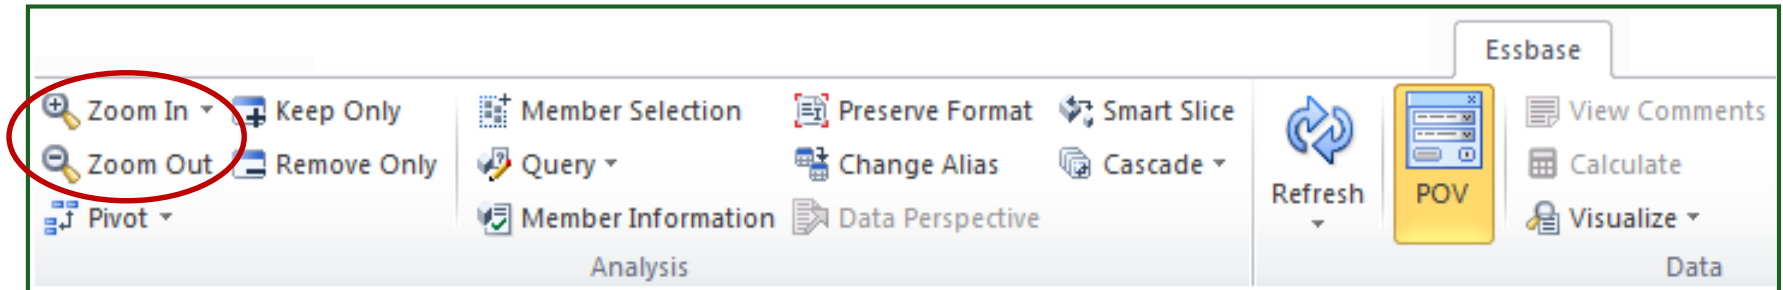 Essbase
Zoom In Keep Only Member Selection Preserve Format Smart Slice View Comments
Zoom Out Remove Only Query Change Alias Cascade Calculate
Refresh POV
Pivot Member Information Data Perspective Visualize
Analysis Data